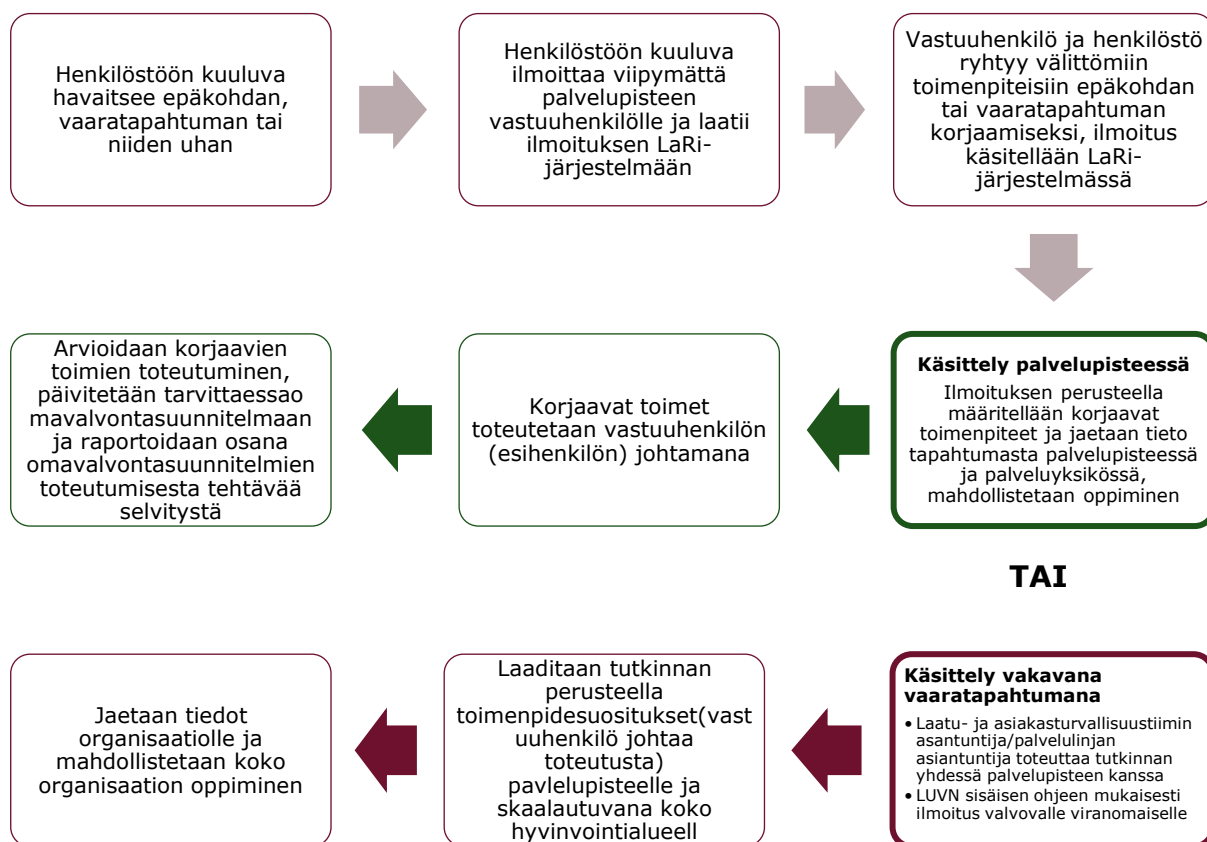 Henkilöstöön kuuluva
havaitsee epäkohdan,
vaaratapahtuman tai
niiden uhan
Henkilöstöön kuuluva
ilmoittaa viipymättä
palvelupisteen
vastuuhenkilölle ja laatii
ilmoituksen LaRi-
järjestelmään
Vastuuhenkilö ja henkilöstö
ryhtyy välittömiin
toimenpiteisiin epäkohdan
tai vaaratapahtuman
korjaamiseksi, ilmoitus
käsitellään LaRi-
järjestelmässä
Käsittely palvelupisteessä
Ilmoituksen perusteella
määritellään korjaavat
toimenpiteet ja jaetaan tieto
tapahtumasta palvelupisteessä
ja palveluyksikössä,
mahdollistetaan oppiminen
Korjaavat toimet
toteutetaan vastuuhenkilön
(esihenkilön) johtamana
Arvioidaan korjaavien
toimien toteutuminen,
päivitetään tarvittaessao
mavalvontasuunnitelmaan
ja raportoidaan osana
omavalvontasuunnitelmien
toteutumisesta tehtävää
selvitystä
TAI
Käsittely vakavana
vaaratapahtumana
• Laatu- ja asiakasturvallisuustiimin
asantuntija/palvelulinjan
asiantuntija toteuttaa tutkinnan
yhdessä palvelupisteen kanssa
• LUVN sisäisen ohjeen mukaisesti
ilmoitus valvovalle viranomaiselle
Laaditaan tutkinnan
perusteella
toimenpidesuositukset(vast
uuhenkilö johtaa
toteutusta)
pavlelupisteelle ja
skaalautuvana koko
hyvinvointialueell
Jaetaan tiedot
organisaatiolle ja
mahdollistetaan koko
organisaation oppiminen